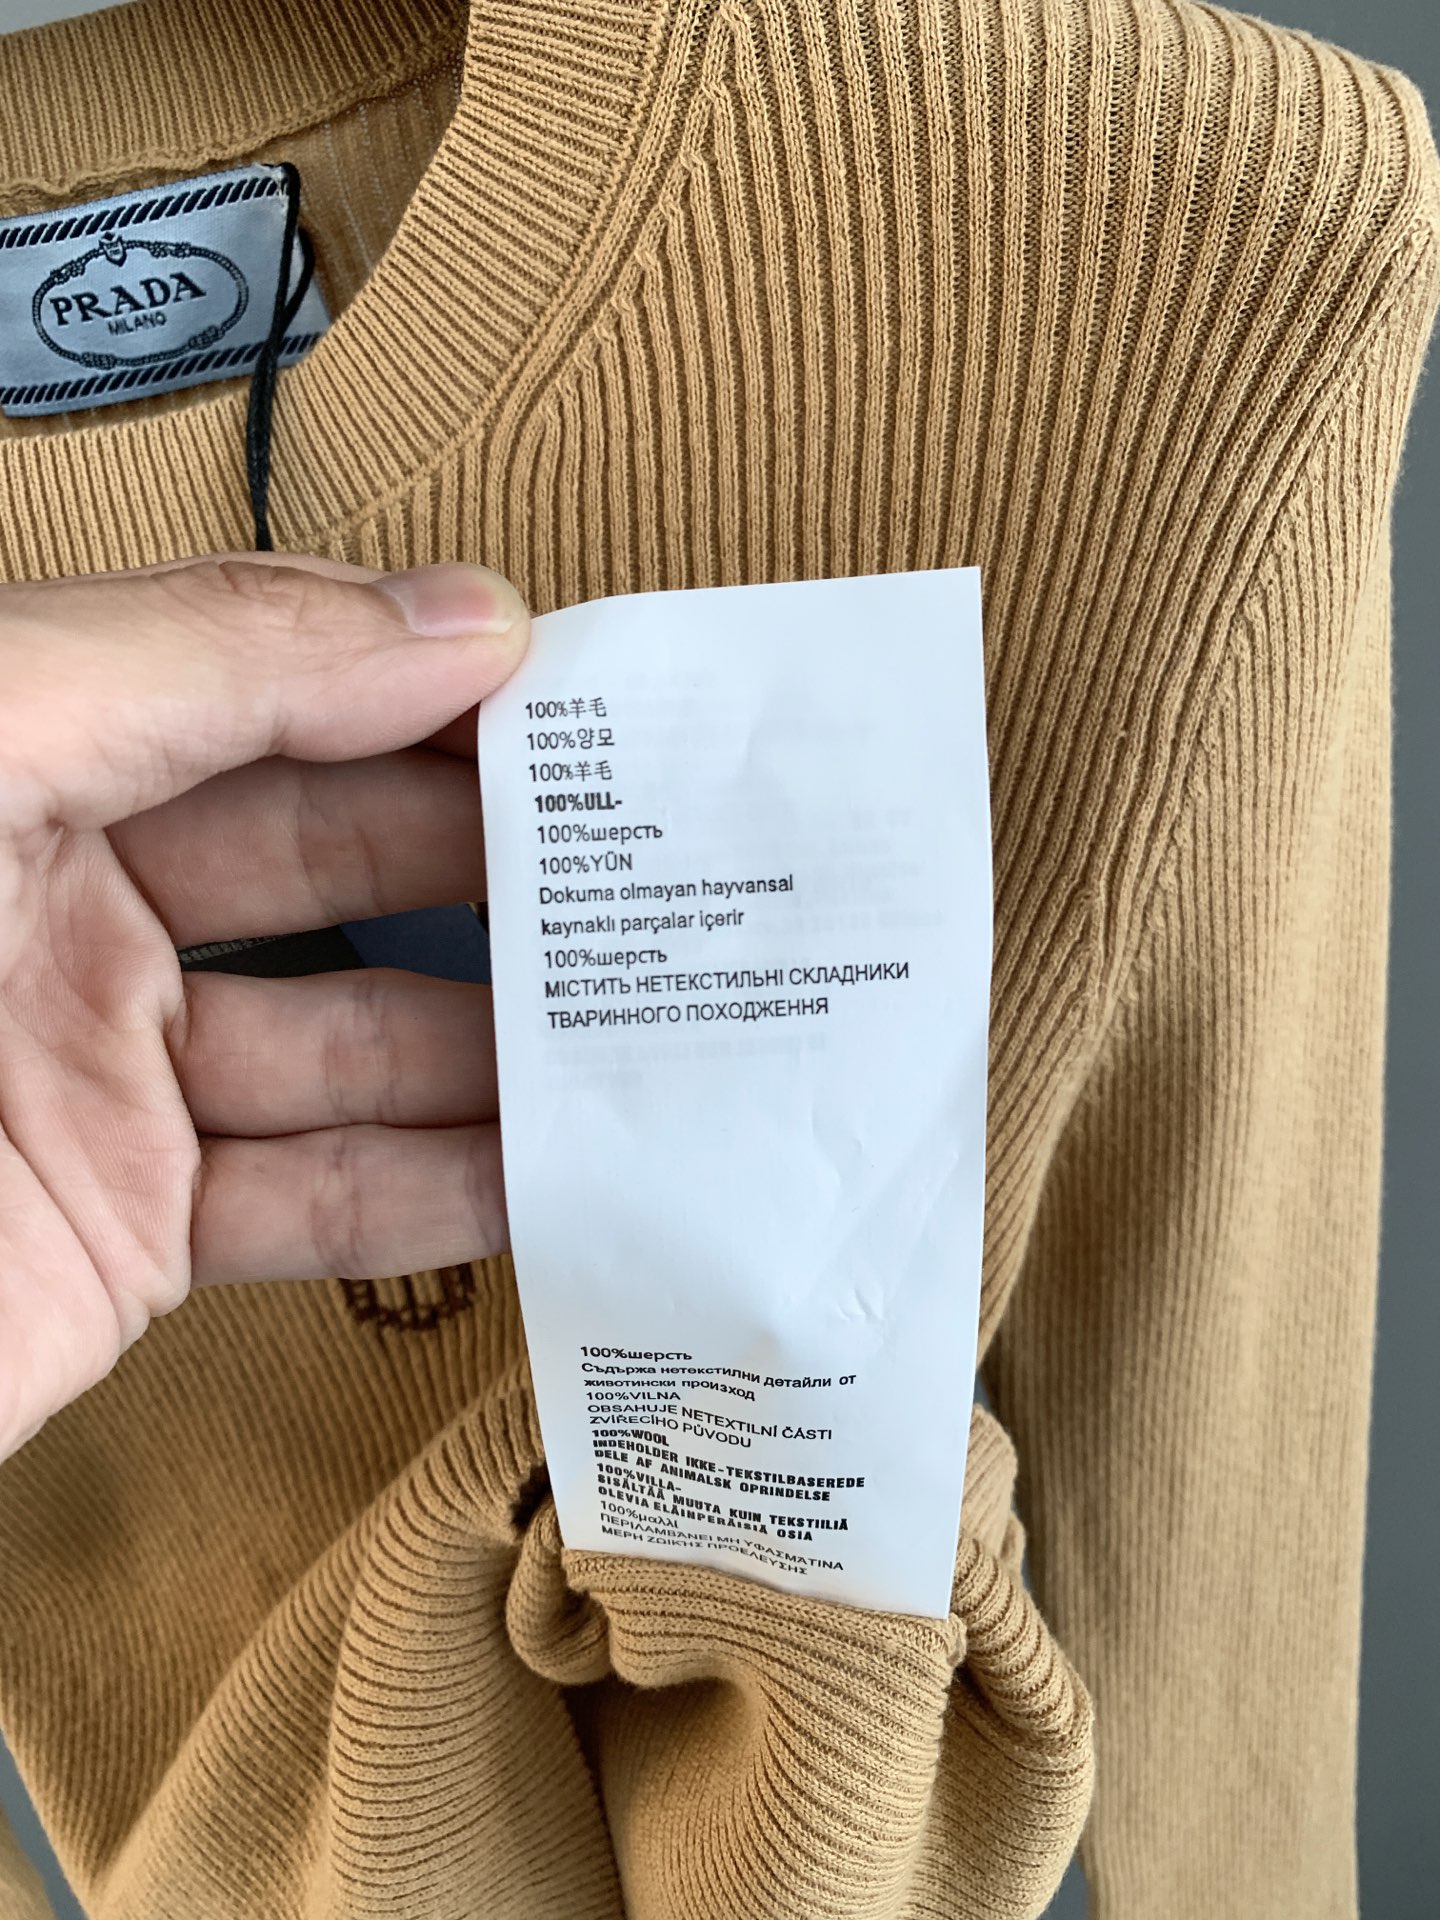 PRADA
MILANO
100%羊毛
100%양모
100%羊毛
100%ULL-
100%шерсть
100%YÜN
Dokuma olmayan hayvansal
kaynaklı parçalar içerir
100%шерсть
МІСТИТЬ НЕТЕКСТИЛЬНІ СКЛАДНИКИ
ТВАРИННОГО ПОХОДЖЕННЯ
100%шерсть
Съдържа нетекстилни детайли от
животински произход
100%VILNA
OBSAHUJE NETEXTILNÍ ČÁSTI
ZVÍŘECÍHO PŮVODU
100%WOOL
INDEHOLDER IKKE-TEKSTILBASEREDE
DELE AF ANIMALSK OPRINDELSE
100%VILLA-
SISÄLTÄÄ MUUTA KUIN TEKSTIILIÄ
OLEVIA ELÄINPERÄISIÄ OSIA
100%μαλλί
ΠΕΡΙΛΑΜΒΑΝΕΙ ΜΗ ΥΦΑΣΜΑΤΙΝΑ
ΜΕΡΗ ΖΩΙΚΗΣ ΠΡΟΕΛΕΥΣΗΣ